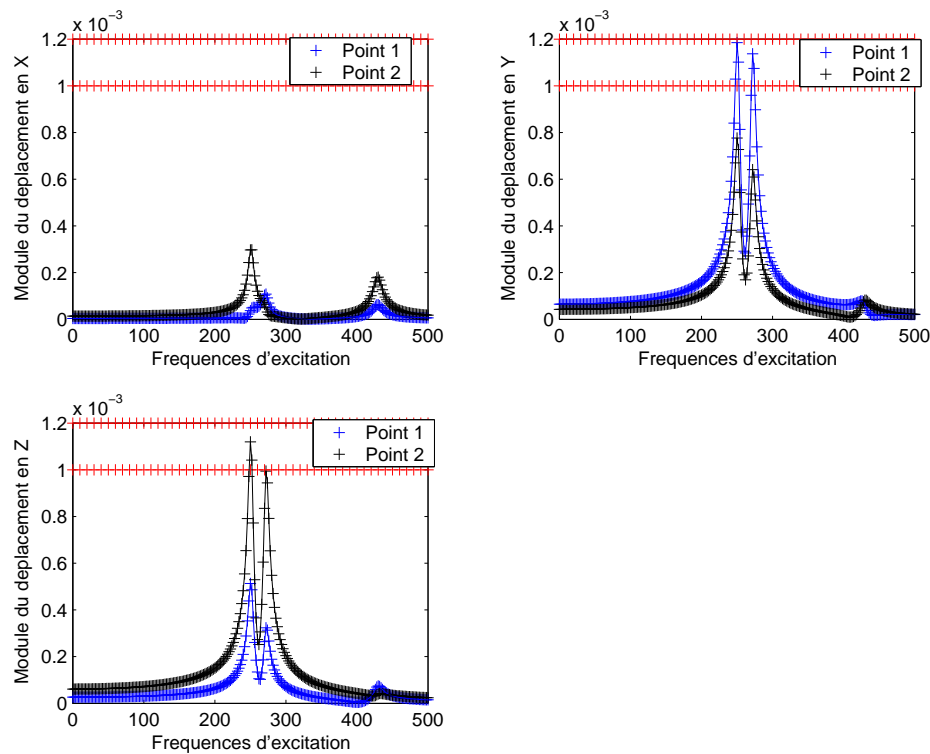 x 10⁻³
1.2
1
0.8
0.6
0.4
0.2
0
Module du deplacement en X
Point 1
Point 2
0 100 200 300 400 500
Frequences d'excitation
x 10⁻³
1.2
1
0.8
0.6
0.4
0.2
0
Module du deplacement en Y
Point 1
Point 2
0 100 200 300 400 500
Frequences d'excitation
x 10⁻³
1.2
1
0.8
0.6
0.4
0.2
0
Module du deplacement en Z
Point 1
Point 2
0 100 200 300 400 500
Frequences d'excitation